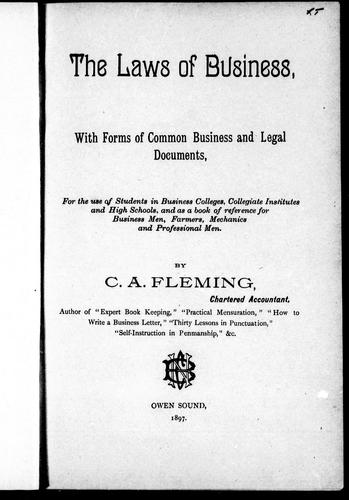 The Laws of Business,
With Forms of Common Business and Legal
Documents,
For the use of Students in Business Colleges, Collegiate Institutes
and High Schools, and as a book of reference for
Business Men, Farmers, Mechanics
and Professional Men.
BY
C. A. FLEMING,
Chartered Accountant.
Author of "Expert Book Keeping," "Practical Mensuration," "How to
Write a Business Letter," "Thirty Lessons in Punctuation,"
"Self-Instruction in Penmanship," &c.
OWEN SOUND,
1897.